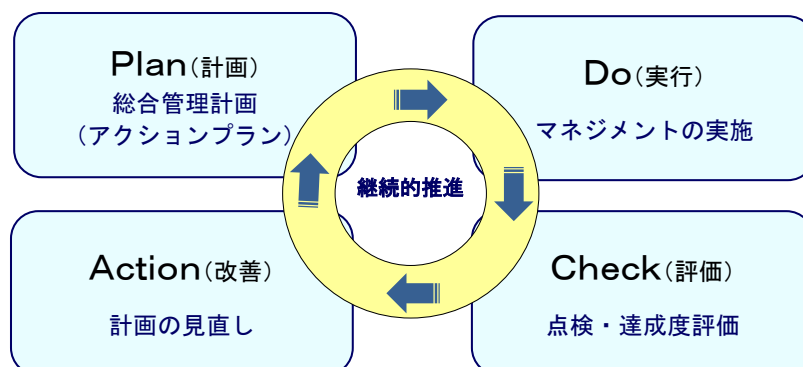 Plan(計画)
総合管理計画
(アクションプラン)
Do(実行)
マネジメントの実施
継続的推進
Action(改善)
計画の見直し
Check(評価)
点検・達成度評価